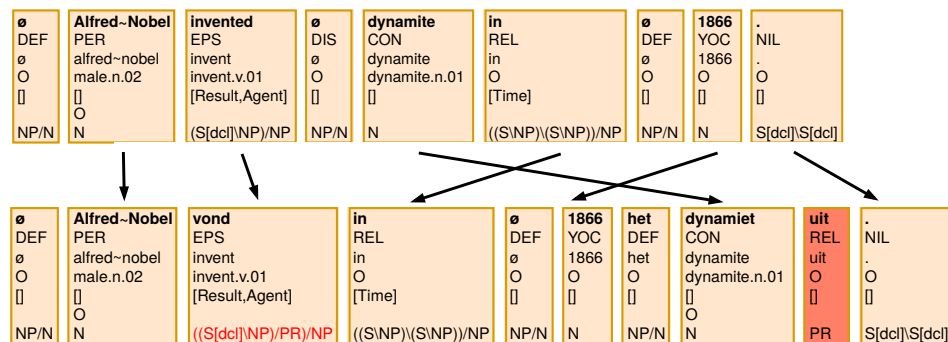 ø Alfred~Nobel invented ø dynamite in ø 1866 .
DEF PER EPS DIS CON REL DEF YOC NIL
ø alfred~nobel invent ø dynamite in ø 1866 .
O male.n.02 invent.v.01 O dynamite.n.01 O O O O
[] [] [Result,Agent] [] [] [Time] [] [] []
O
NP/N N (S[dcl]\NP)/NP NP/N N ((S\NP)\(S\NP))/NP NP/N N S[dcl]\S[dcl]
ø Alfred~Nobel vond in ø 1866 het dynamiet uit .
DEF PER EPS REL DEF YOC DEF CON REL NIL
ø alfred~nobel invent in ø 1866 het dynamite uit .
O male.n.02 invent.v.01 O O O O dynamite.n.01 O O
[] [] [Result,Agent] [Time] [] [] [] [] [] []
O O
NP/N N ((S[dcl]\NP)/PR)/NP ((S\NP)\(S\NP))/NP NP/N N NP/N N PR S[dcl]\S[dcl]